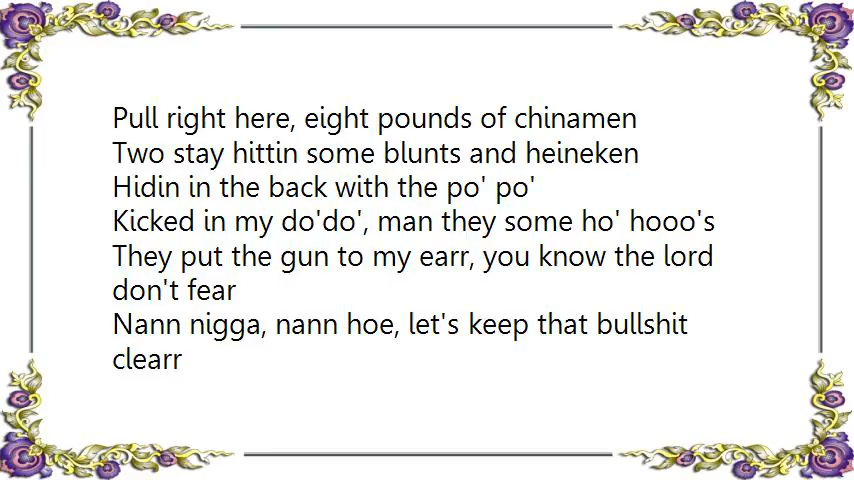 Pull right here, eight pounds of chinamen
Two stay hittin some blunts and heineken
Hidin in the back with the po' po'
Kicked in my do'do', man they some ho' hooo's
They put the gun to my earr, you know the lord
don't fear
Nann nigga, nann hoe, let's keep that bullshit
clearr